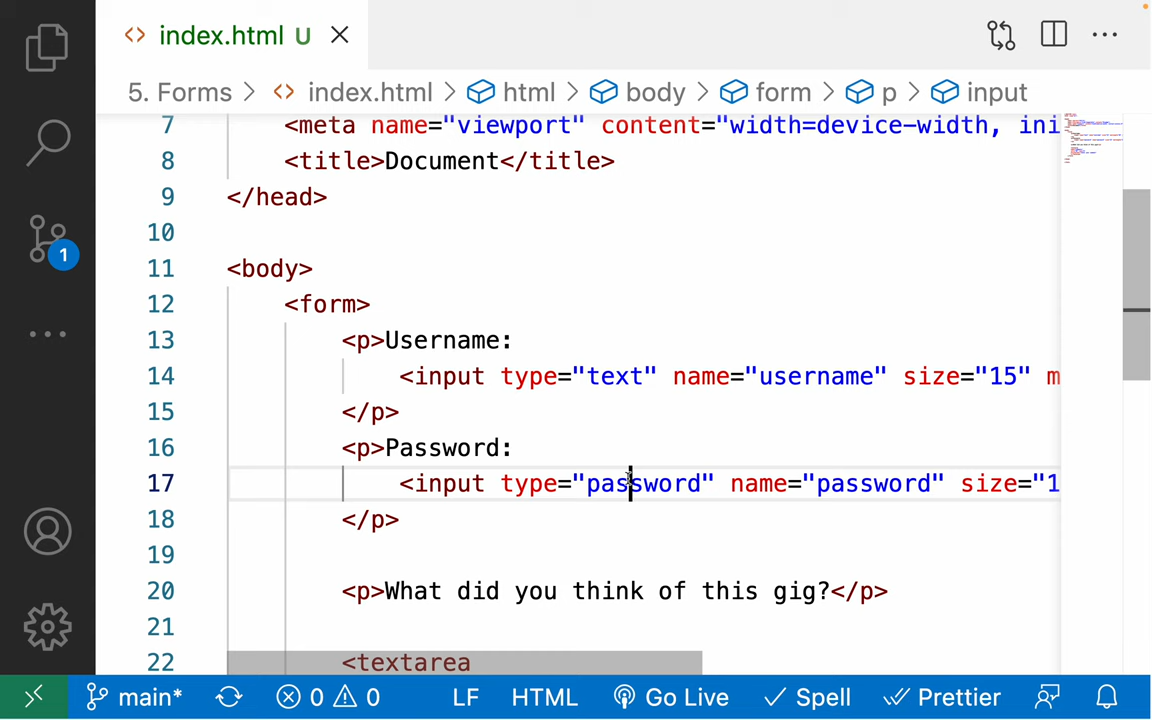 index.html U
5. Forms > index.html > html > body > form > p > input
7 <meta name="viewport" content="width=device-width, ini
8 <title>Document</title>
9 </head>
10
11 <body>
12 <form>
13 <p>Username:
14 <input type="text" name="username" size="15" m
15 </p>
16 <p>Password:
17 <input type="password" name="password" size="1
18 </p>
19
20 <p>What did you think of this gig?</p>
21
22 <textarea
1
main* 0 0 LF HTML Go Live Spell Prettier